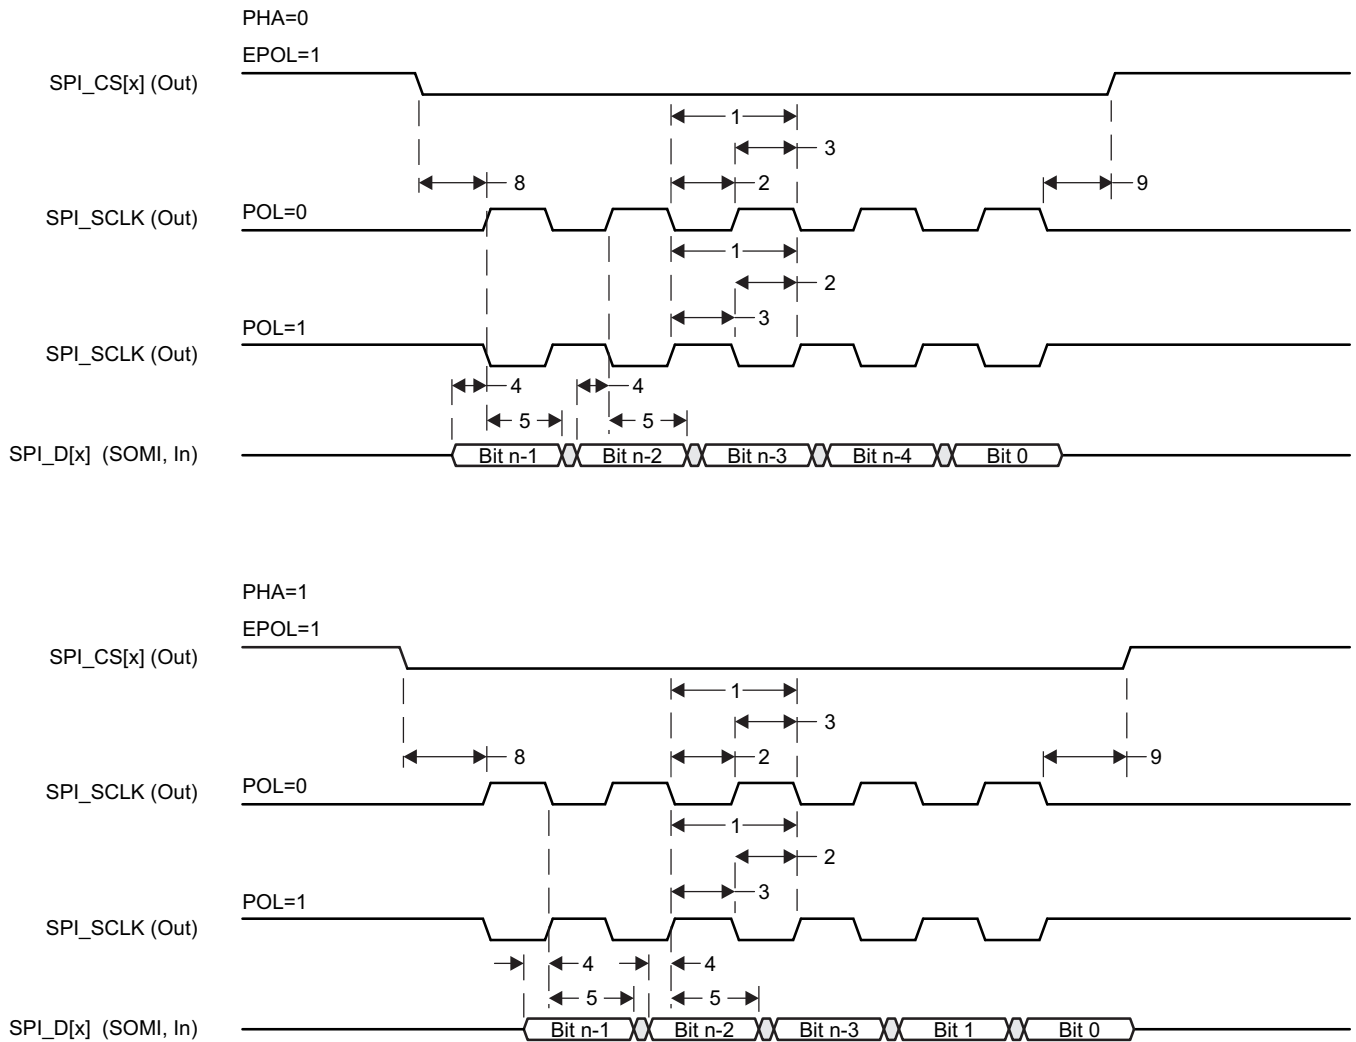 PHA=0
EPOL=1
SPI_CS[x] (Out)
1
3
8
2
9
SPI_SCLK (Out)
POL=0
1
2
3
POL=1
SPI_SCLK (Out)
4
4
5
5
SPI_D[x] (SOMI, In)
Bit n-1
Bit n-2
Bit n-3
Bit n-4
Bit 0
PHA=1
EPOL=1
SPI_CS[x] (Out)
1
3
8
2
9
SPI_SCLK (Out)
POL=0
1
2
3
POL=1
SPI_SCLK (Out)
4
4
5
5
SPI_D[x] (SOMI, In)
Bit n-1
Bit n-2
Bit n-3
Bit 1
Bit 0